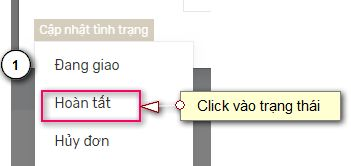 Cập nhật tình trạng
1
Đang giao
Hoàn tất
Click vào trạng thái
Hủy đơn